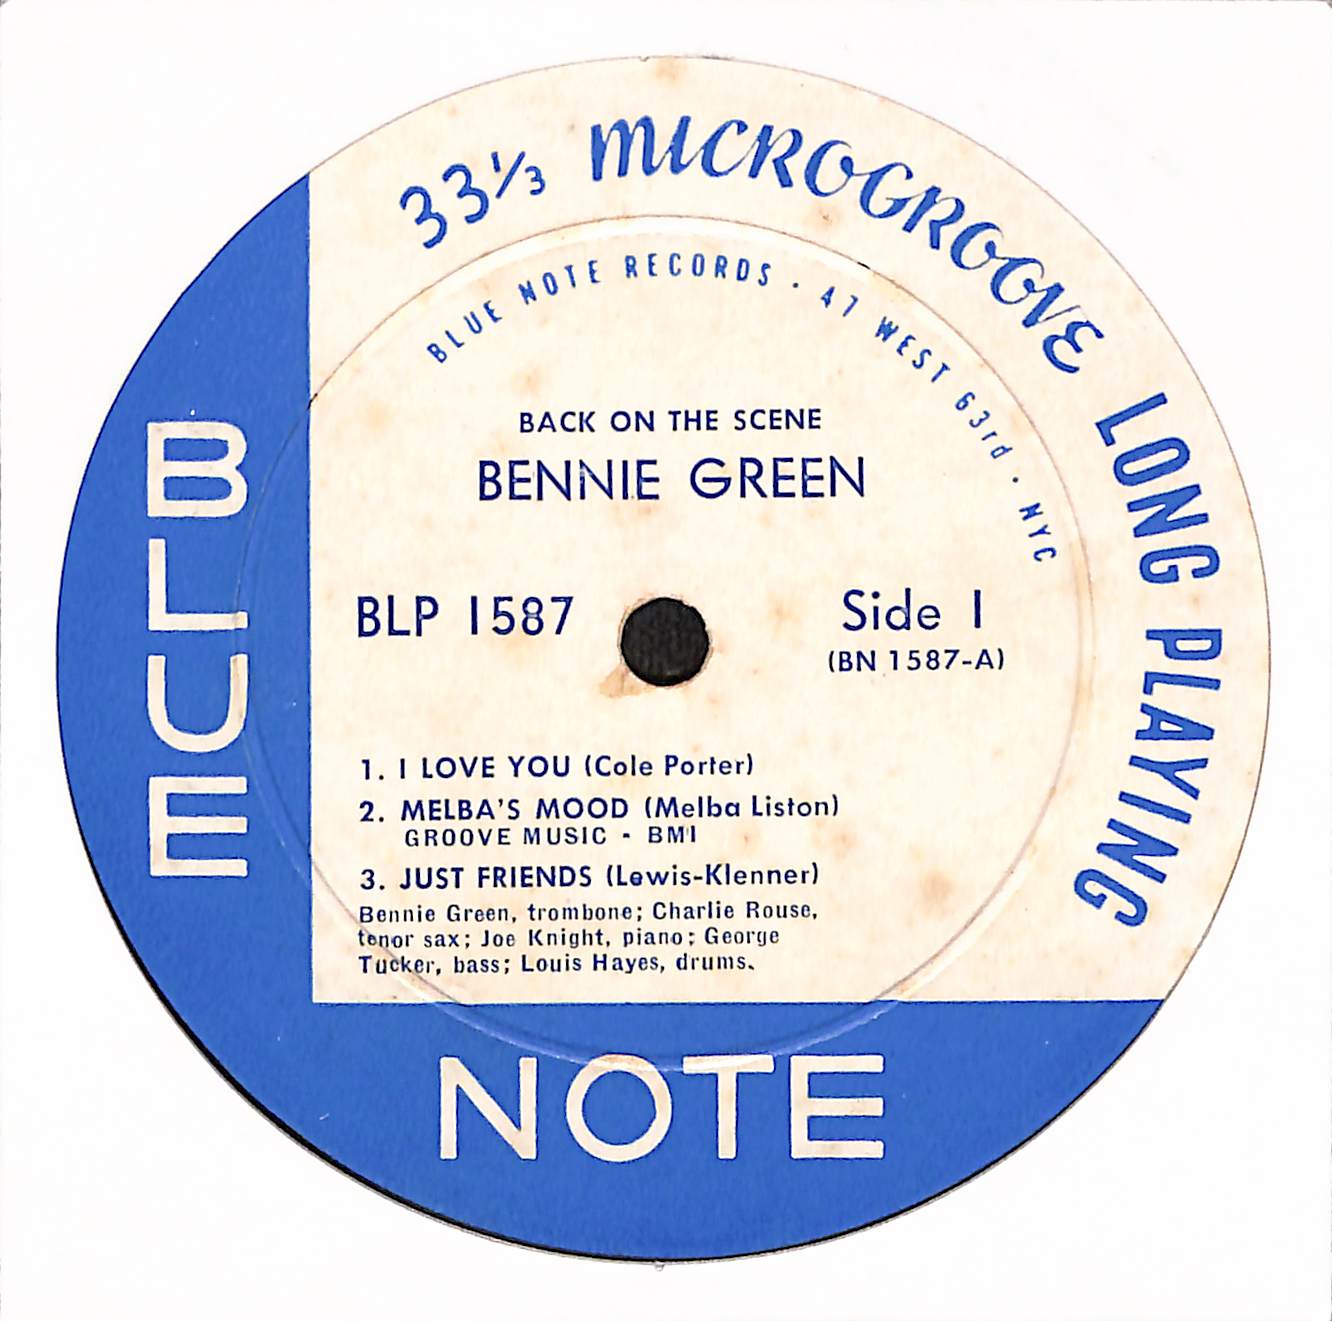 33⅓ MICROGROOVE LONG PLAYING
BLUE NOTE RECORDS · 47 WEST 63rd · NYC
BACK ON THE SCENE
BENNIE GREEN
BLP 1587
Side 1
(BN 1587-A)
1. I LOVE YOU (Cole Porter)
2. MELBA'S MOOD (Melba Liston)
GROOVE MUSIC - BMI
3. JUST FRIENDS (Lewis-Klenner)
Bennie Green, trombone; Charlie Rouse,
tenor sax; Joe Knight, piano; George
Tucker, bass; Louis Hayes, drums.
BLUE
NOTE